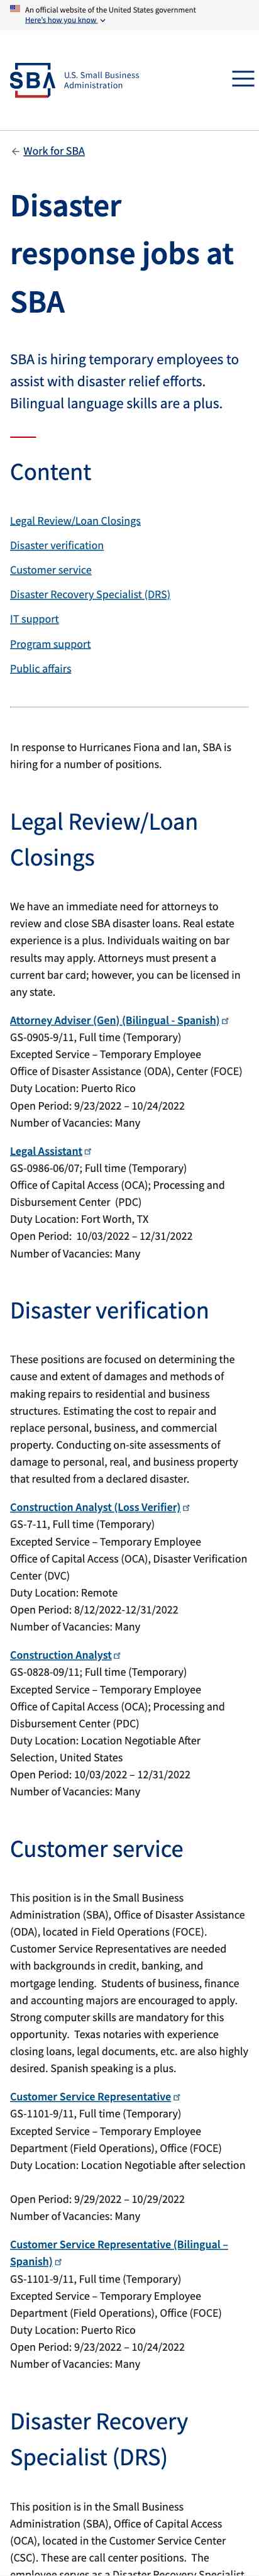 An official website of the United States government
Here's how you know
SBA
U.S. Small Business
Administration
Work for SBA
Disaster
response jobs at
SBA
SBA is hiring temporary employees to
assist with disaster relief efforts.
Bilingual language skills are a plus.
Content
Legal Review/Loan Closings
Disaster verification
Customer service
Disaster Recovery Specialist (DRS)
IT support
Program support
Public affairs
In response to Hurricanes Fiona and Ian, SBA is
hiring for a number of positions.
Legal Review/Loan
Closings
We have an immediate need for attorneys to
review and close SBA disaster loans. Real estate
experience is a plus. Individuals waiting on bar
results may apply. Attorneys must present a
current bar card; however, you can be licensed in
any state.
Attorney Adviser (Gen) (Bilingual - Spanish)
GS-0905-9/11, Full time (Temporary)
Excepted Service – Temporary Employee
Office of Disaster Assistance (ODA), Center (FOCE)
Duty Location: Puerto Rico
Open Period: 9/23/2022 – 10/24/2022
Number of Vacancies: Many
Legal Assistant
GS-0986-06/07; Full time (Temporary)
Office of Capital Access (OCA); Processing and
Disbursement Center (PDC)
Duty Location: Fort Worth, TX
Open Period: 10/03/2022 – 12/31/2022
Number of Vacancies: Many
Disaster verification
These positions are focused on determining the
cause and extent of damages and methods of
making repairs to residential and business
structures. Estimating the cost to repair and
replace personal, business, and commercial
property. Conducting on-site assessments of
damage to personal, real, and business property
that resulted from a declared disaster.
Construction Analyst (Loss Verifier)
GS-7-11, Full time (Temporary)
Excepted Service – Temporary Employee
Office of Capital Access (OCA), Disaster Verification
Center (DVC)
Duty Location: Remote
Open Period: 8/12/2022-12/31/2022
Number of Vacancies: Many
Construction Analyst
GS-0828-09/11; Full time (Temporary)
Excepted Service – Temporary Employee
Office of Capital Access (OCA); Processing and
Disbursement Center (PDC)
Duty Location: Location Negotiable After
Selection, United States
Open Period: 10/03/2022 – 12/31/2022
Number of Vacancies: Many
Customer service
This position is in the Small Business
Administration (SBA), Office of Disaster Assistance
(ODA), located in Field Operations (FOCE).
Customer Service Representatives are needed
with backgrounds in credit, banking, and
mortgage lending. Students of business, finance
and accounting majors are encouraged to apply.
Strong computer skills are mandatory for this
opportunity. Texas notaries with experience
closing loans, legal documents, etc. are also highly
desired. Spanish speaking is a plus.
Customer Service Representative
GS-1101-9/11, Full time (Temporary)
Excepted Service – Temporary Employee
Department (Field Operations), Office (FOCE)
Duty Location: Location Negotiable after selection
Open Period: 9/29/2022 – 10/29/2022
Number of Vacancies: Many
Customer Service Representative (Bilingual –
Spanish)
GS-1101-9/11, Full time (Temporary)
Excepted Service – Temporary Employee
Department (Field Operations), Office (FOCE)
Duty Location: Puerto Rico
Open Period: 9/23/2022 – 10/24/2022
Number of Vacancies: Many
Disaster Recovery
Specialist (DRS)
This position is in the Small Business
Administration (SBA), Office of Capital Access
(OCA), located in the Customer Service Center
(CSC). These are call center positions. The
employee serves as a Disaster Recovery Specialist